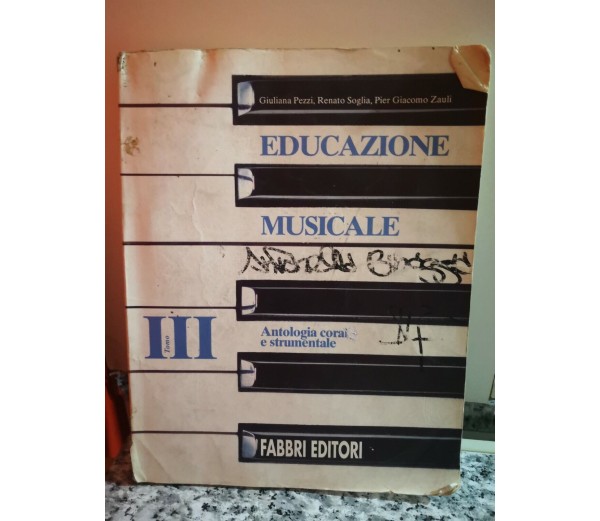 Giuliana Pezzi, Renato Soglia, Pier Giacomo Zauli
EDUCAZIONE
MUSICALE
III
Tomo
Antologia corale
e strumentale
FABBRI EDITORI